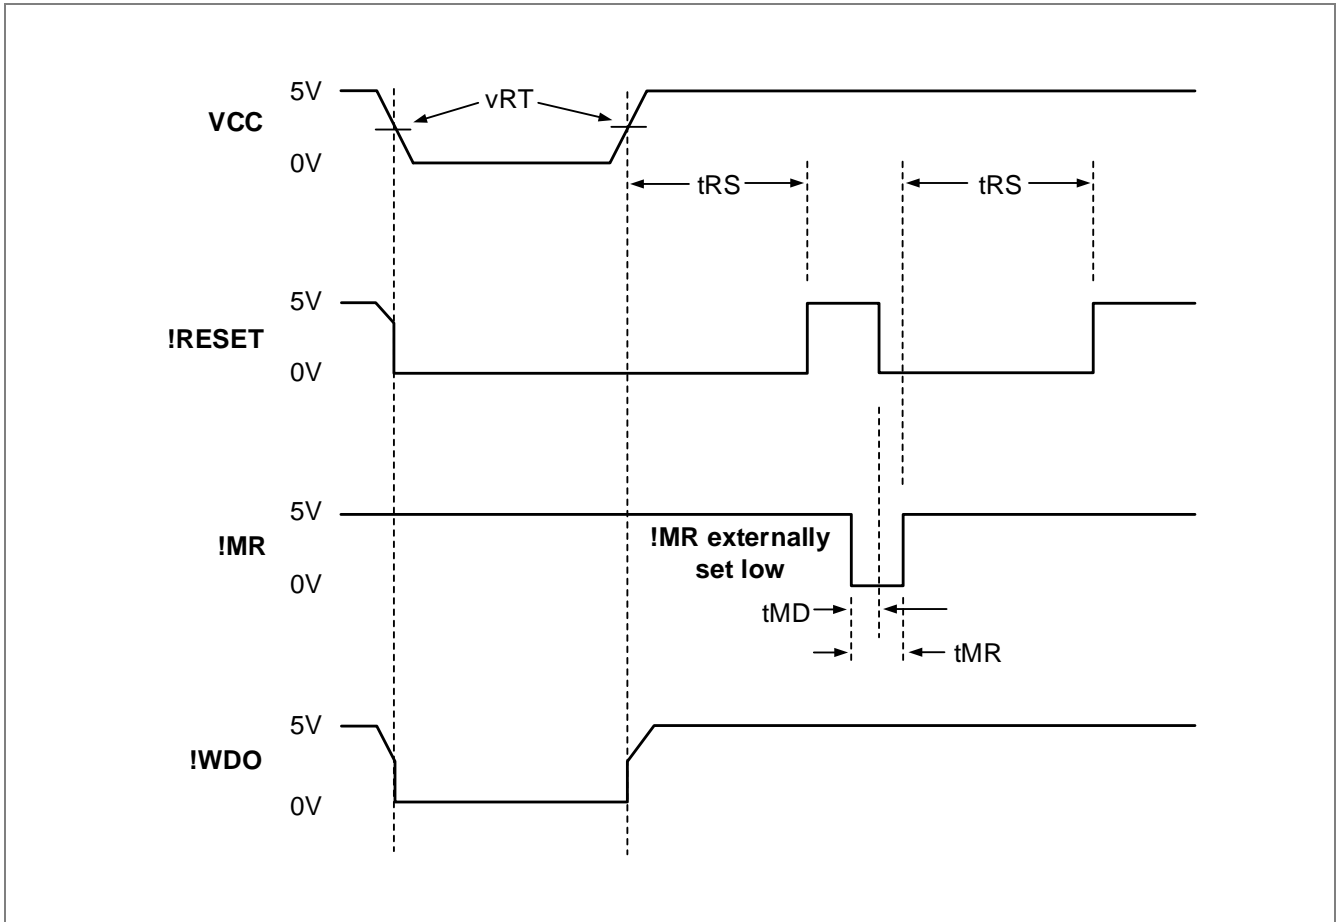 5V
vRT
VCC
0V
tRS
tRS
5V
!RESET
0V
5V
!MR externally
!MR
set low
0V
tMD
tMR
5V
!WDO
0V